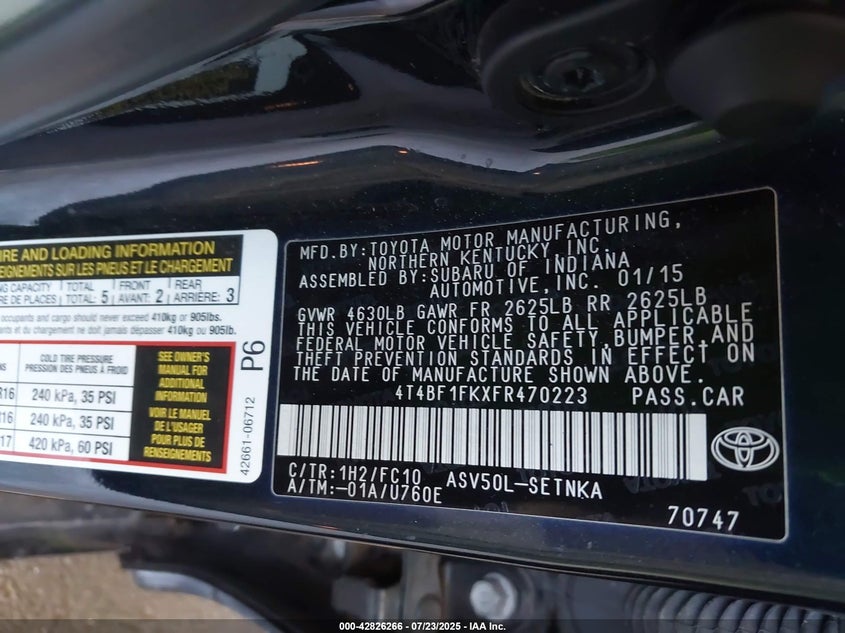 MFD.BY:TOYOTA MOTOR MANUFACTURING,
NORTHERN KENTUCKY, INC.
ASSEMBLED BY: SUBARU OF INDIANA
AUTOMOTIVE,INC. 01/15
GVWR 4630LB GAWR FR 2625LB RR 2625LB
THIS VEHICLE CONFORMS TO ALL APPLICABLE
FEDERAL MOTOR VEHICLE SAFETY,BUMPER,AND
THEFT PREVENTION STANDARDS IN EFFECT ON
THE DATE OF MANUFACTURE SHOWN ABOVE.
4T4BF1FKXFR470223 PASS.CAR
C/TR:1H2/FC10 ASV50L-SETNKA
A/TM:-01A/U760E
70747
AND LOADING INFORMATION
SUR LES PNEUS ET LE CHARGEMENT
CAPACITY TOTAL FRONT REAR
DE PLACES TOTAL: 5 AVANT: 2 ARRIÈRE: 3
occupants and cargo should never exceed 410kg or 905lbs.
et du chargement ne doit jamais dépasser 410kg ou 905lb.
COLD TIRE PRESSURE
PRESSION DES PNEUS À FROID
240 kPa, 35 PSI
240 kPa, 35 PSI
420 kPa, 60 PSI
SEE OWNER'S
MANUAL FOR
ADDITIONAL
INFORMATION
VOIR LE MANUEL
DE L'USAGER
POUR PLUS DE
RENSEIGNEMENTS
P6
42661-06712
000-42826266 - 07/23/2025 - IAA Inc.